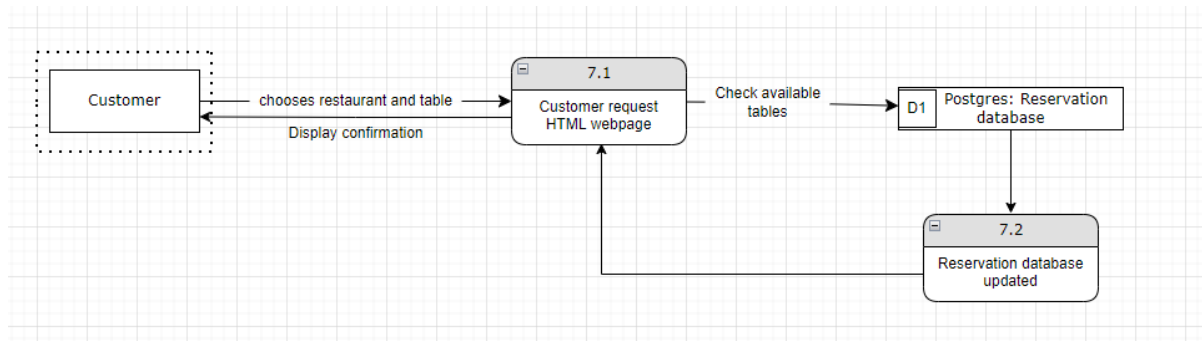 Customer
chooses restaurant and table
Display confirmation
7.1
Customer request
HTML webpage
Check available
tables
D1
Postgres: Reservation
database
7.2
Reservation database
updated